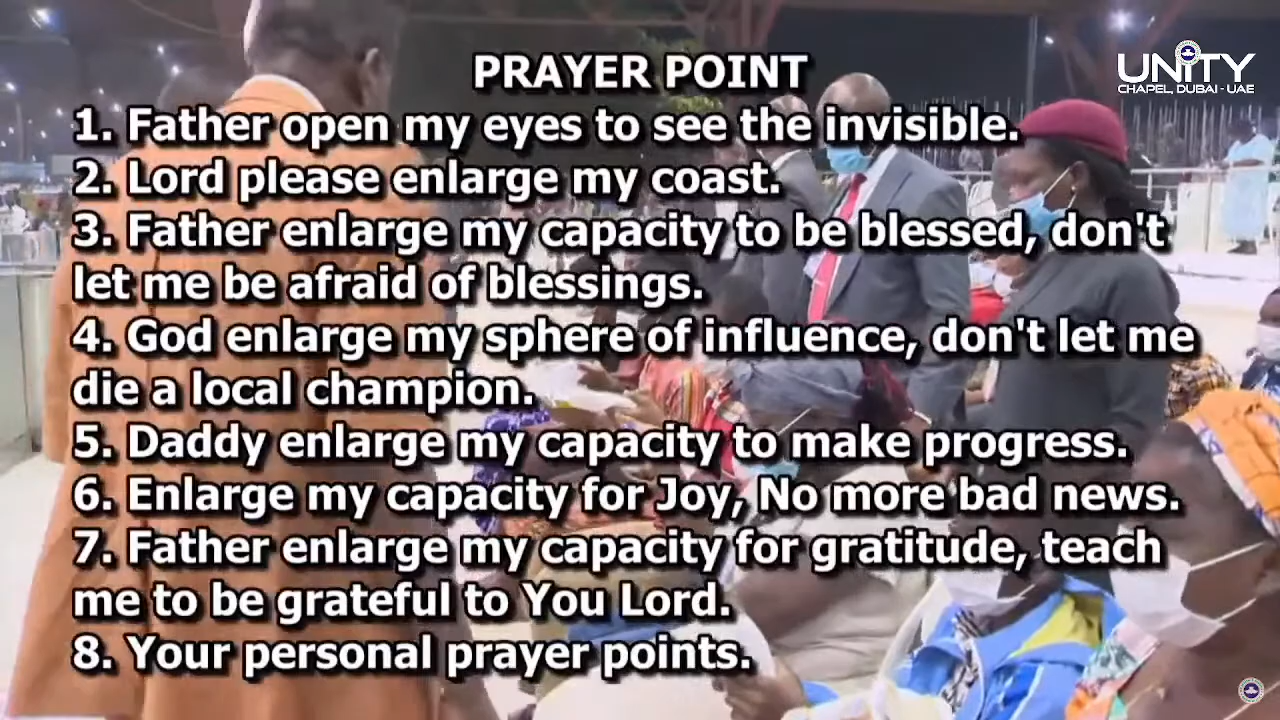 PRAYER POINT
UNITY
CHAPEL, DUBAI - UAE
1. Father open my eyes to see the invisible.
2. Lord please enlarge my coast.
3. Father enlarge my capacity to be blessed, don't
let me be afraid of blessings.
4. God enlarge my sphere of influence, don't let me
die a local champion.
5. Daddy enlarge my capacity to make progress.
6. Enlarge my capacity for Joy, No more bad news.
7. Father enlarge my capacity for gratitude, teach
me to be grateful to You Lord.
8. Your personal prayer points.